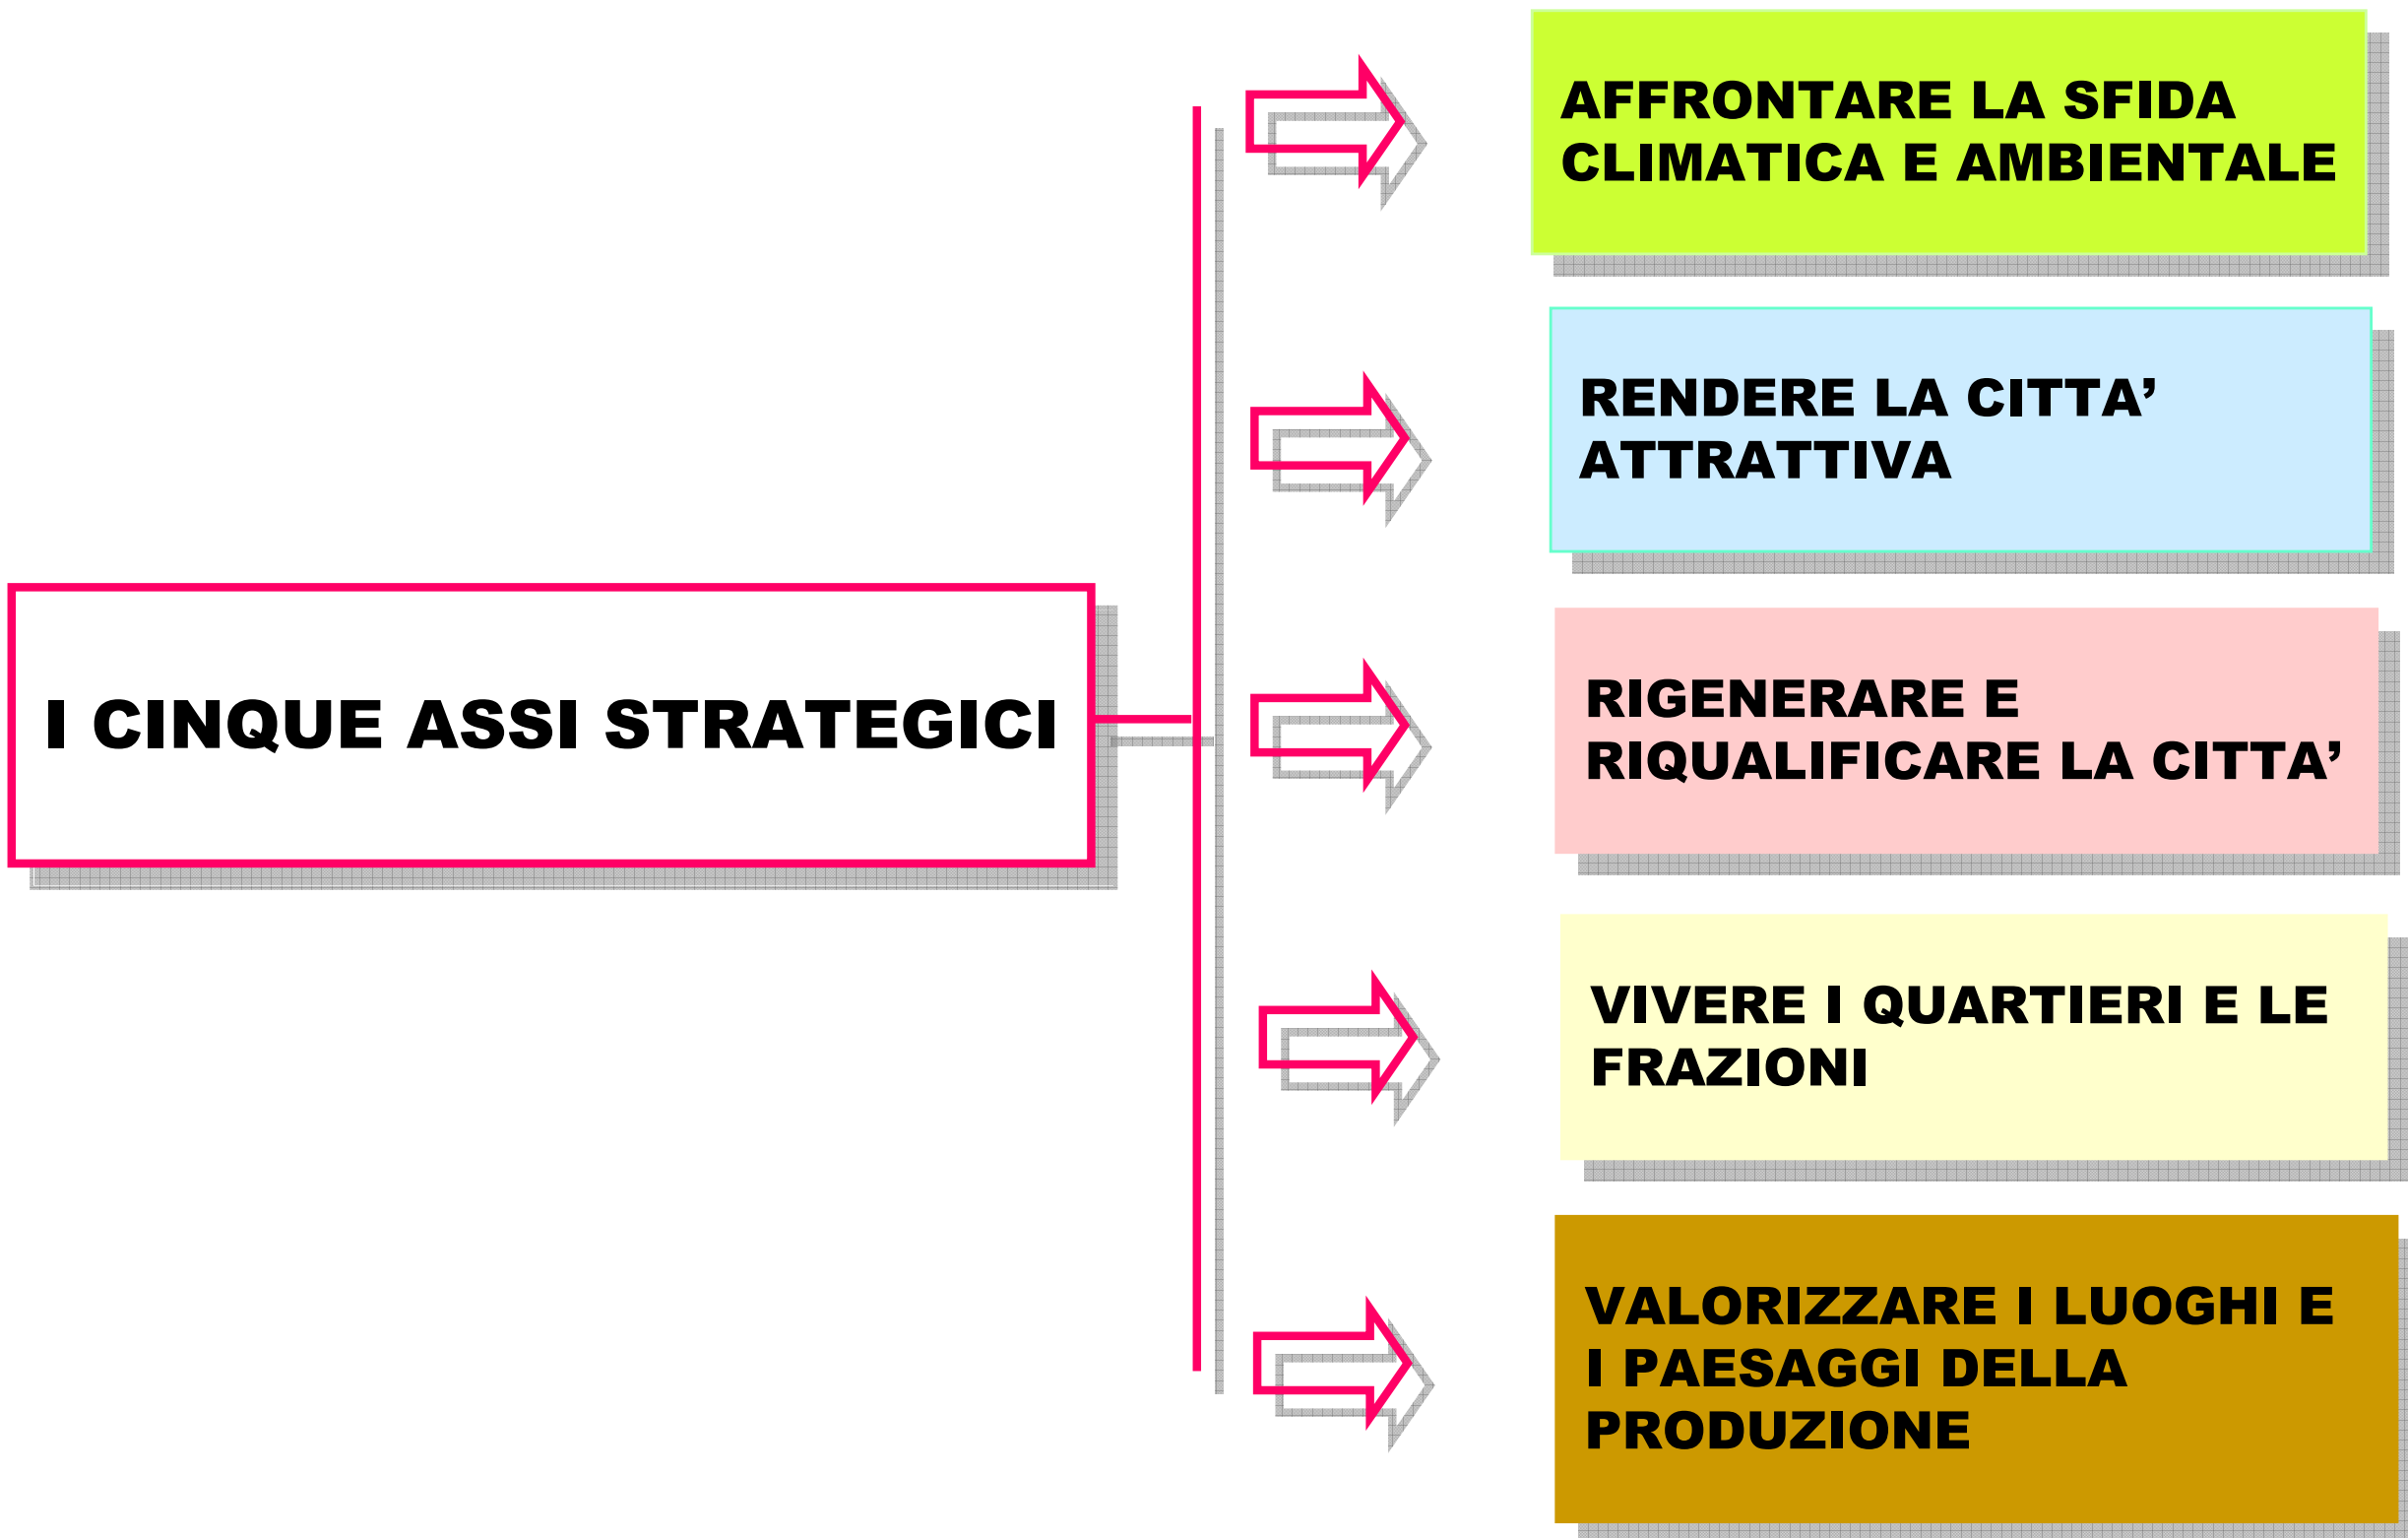 I CINQUE ASSI STRATEGICI
AFFRONTARE LA SFIDA
CLIMATICA E AMBIENTALE
RENDERE LA CITTA’
ATTRATTIVA
RIGENERARE E
RIQUALIFICARE LA CITTA’
VIVERE I QUARTIERI E LE
FRAZIONI
VALORIZZARE I LUOGHI E
I PAESAGGI DELLA
PRODUZIONE